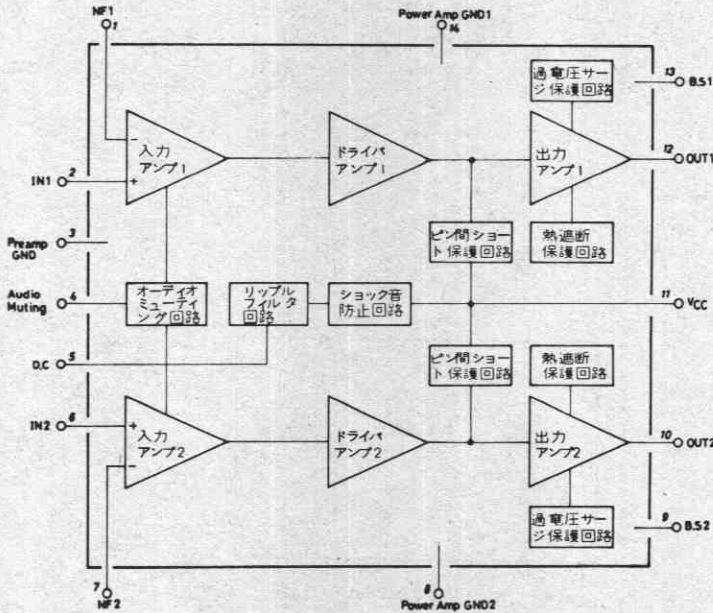 NF1
1
Power Amp GND1
14
過電圧サー
ジ保護回路
13
B.S1
入力
アンプ1
-
+
ドライバ
アンプ1
出力
アンプ1
12
OUT1
IN1
2
Preamp
GND
3
ピン間ショー
ト保護回路
熱遮断
保護回路
Audio
Muting
4
オーディオ
ミューティ
ング回路
リップル
フィルタ
回路
ショック音
防止回路
11
VCC
D.C
5
ピン間ショー
ト保護回路
熱遮断
保護回路
IN2
6
+
-
入力
アンプ2
ドライバ
アンプ2
出力
アンプ2
10
OUT2
過電圧サー
ジ保護回路
9
B.S2
7
NF2
8
Power Amp GND2